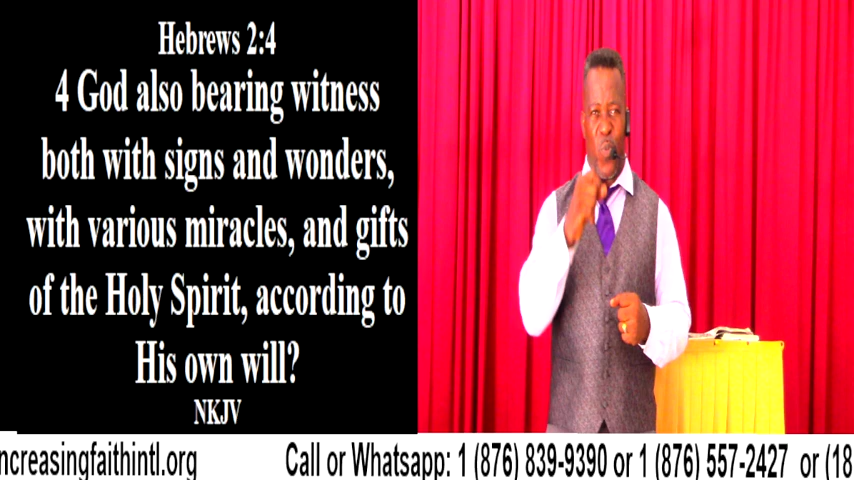 Hebrews 2:4
4 God also bearing witness
both with signs and wonders,
with various miracles, and gifts
of the Holy Spirit, according to
His own will?
NKJV
ncreasingfaithintl.org Call or Whatsapp: 1 (876) 839-9390 or 1 (876) 557-2427 or (18